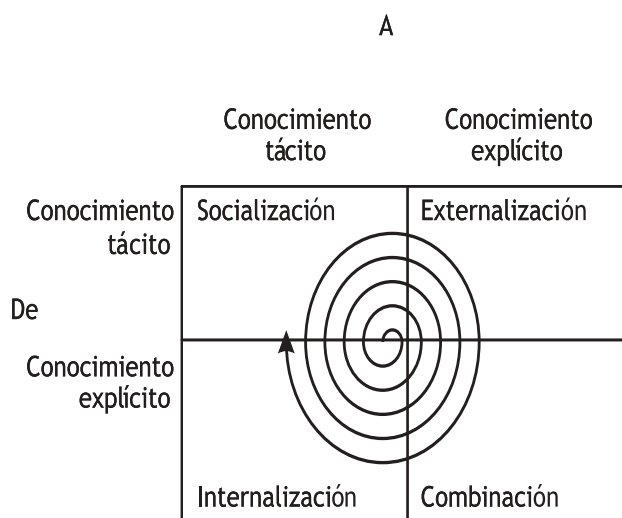 A
Conocimiento
tácito
Conocimiento
explícito
Conocimiento
tácito
Socialización
Externalización
De
Conocimiento
explícito
Internalización
Combinación